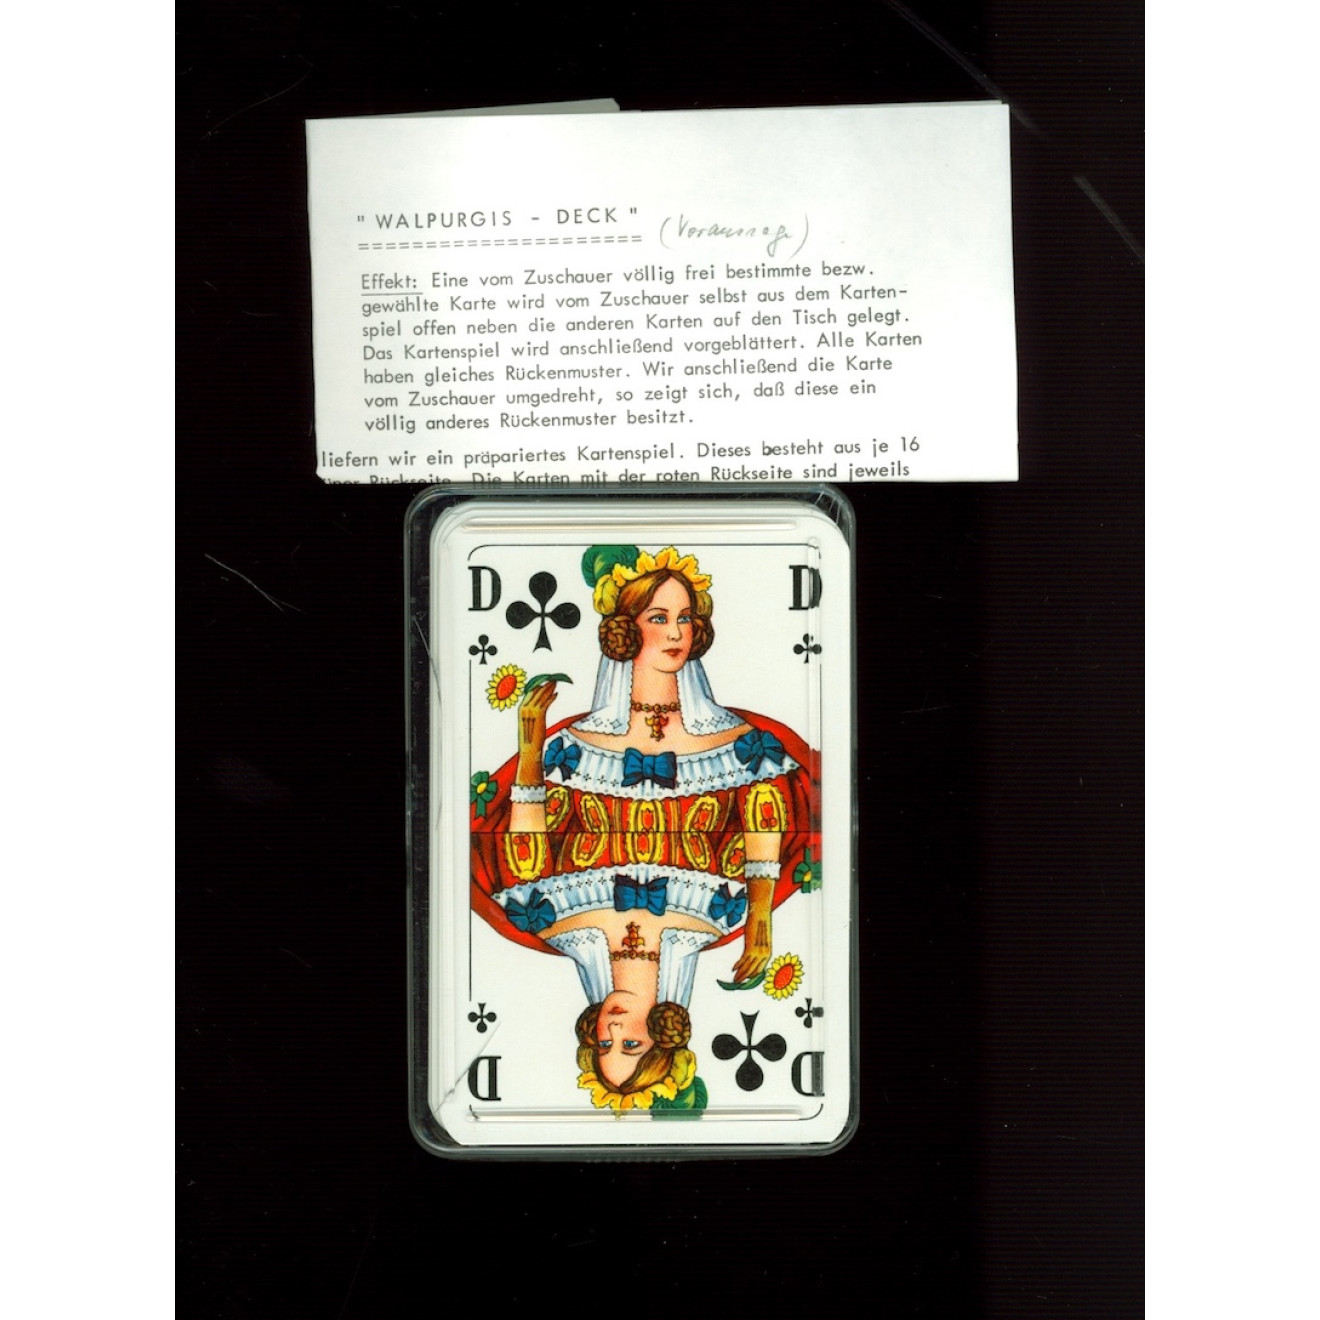 " WALPURGIS - DECK " (Voraussage)
=====================
Effekt: Eine vom Zuschauer völlig frei bestimmte bezw.
gewählte Karte wird vom Zuschauer selbst aus dem Karten-
spiel offen neben die anderen Karten auf den Tisch gelegt.
Das Kartenspiel wird anschließend vorgeblättert. Alle Karten
haben gleiches Rückenmuster. Wir anschließend die Karte
vom Zuschauer umgedreht, so zeigt sich, daß diese ein
völlig anderes Rückenmuster besitzt.
liefern wir ein präpariertes Kartenspiel. Dieses besteht aus je 16
Rückseite. Die Karten mit der roten Rückseite sind jeweils
D D
D D